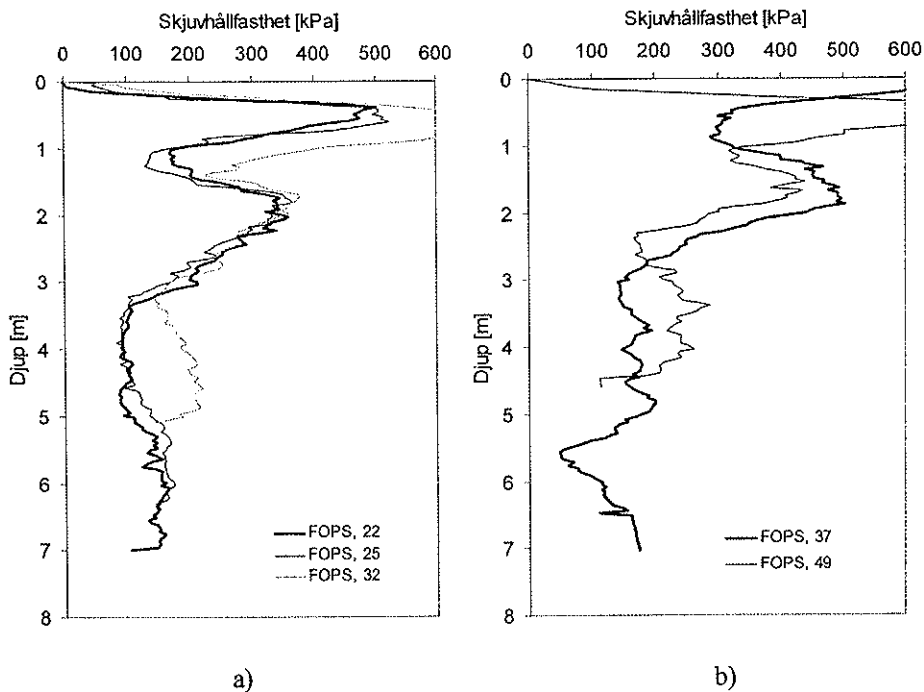 Skjuvhållfasthet [kPa]
0 100 200 300 400 500 600
Djup [m]
0
1
2
3
4
5
6
7
8
FOPS, 22
FOPS, 25
FOPS, 32
a)
Skjuvhållfasthet [kPa]
0 100 200 300 400 500 600
Djup [m]
0
1
2
3
4
5
6
7
8
FOPS, 37
FOPS, 49
b)